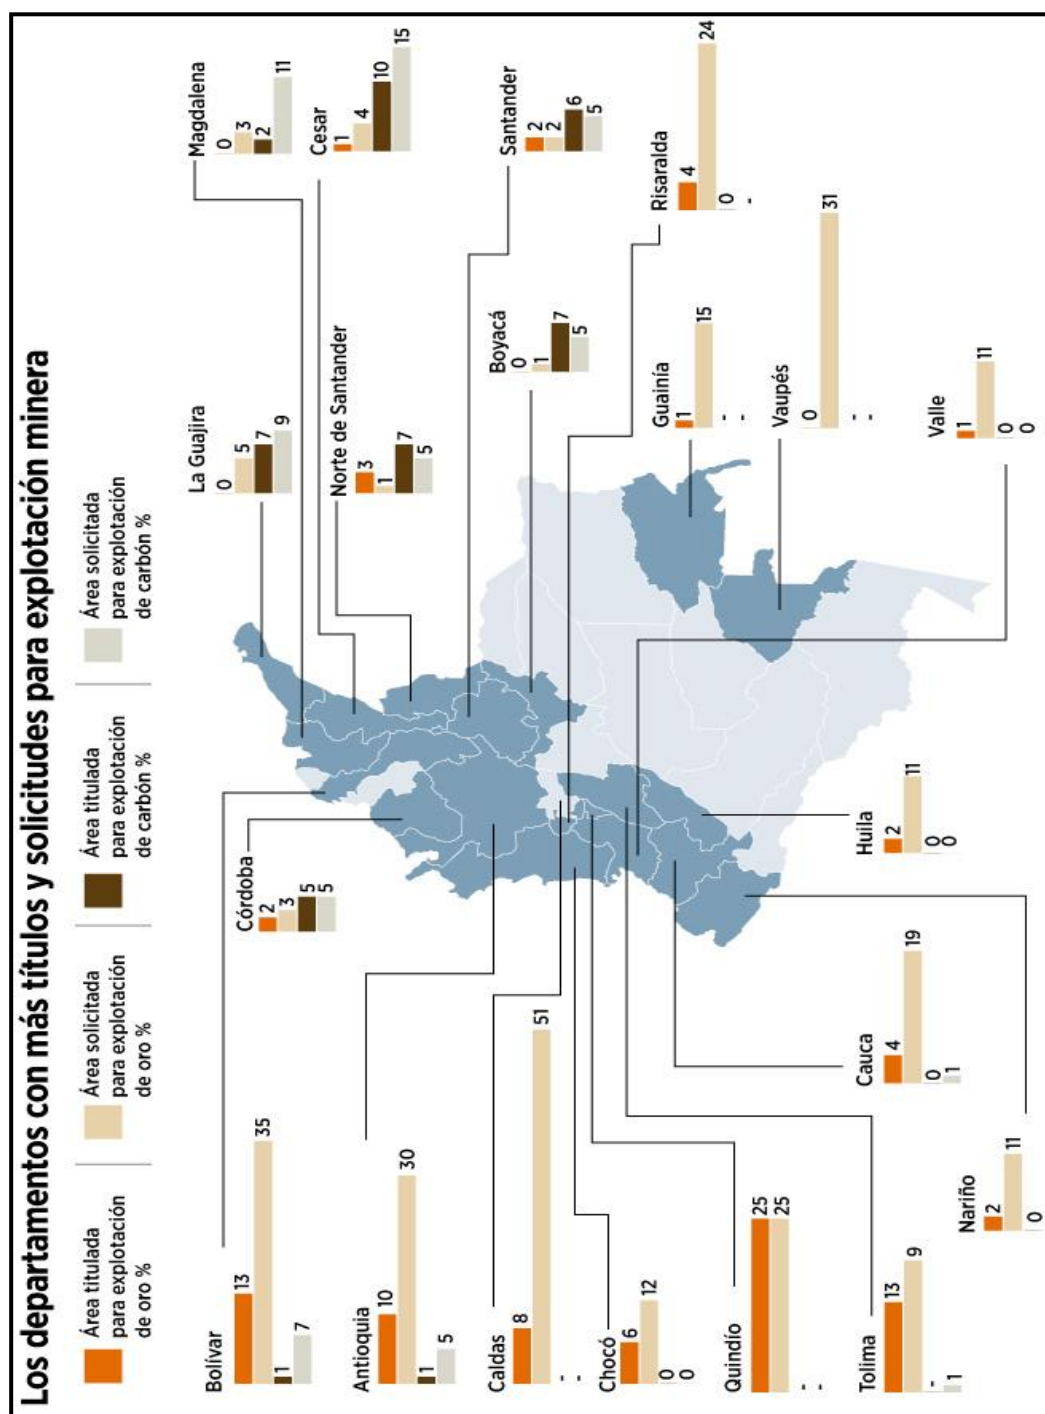 Los departamentos con más títulos y solicitudes para explotación minera
Área titulada
para explotación
de oro %
Área solicitada
para explotación
de oro %
Área titulada
para explotación
de carbón %
Área solicitada
para explotación
de carbón %
Bolívar
13
35
1
7
Antioquia
10
30
1
5
Caldas
8
51
-
-
Chocó
6
12
0
0
Quindío
25
25
-
-
Tolima
13
9
-
1
Córdoba
2
3
5
5
Cauca
4
19
0
1
Nariño
2
11
0
Huila
2
11
0
0
La Guajira
0
5
7
9
Norte de Santander
3
1
7
5
Boyacá
0
1
7
5
Guainía
1
15
-
-
Vaupés
0
31
-
-
Valle
1
11
0
0
Magdalena
0
3
2
11
Cesar
1
4
10
15
Santander
2
2
6
5
Risaralda
4
24
0
-